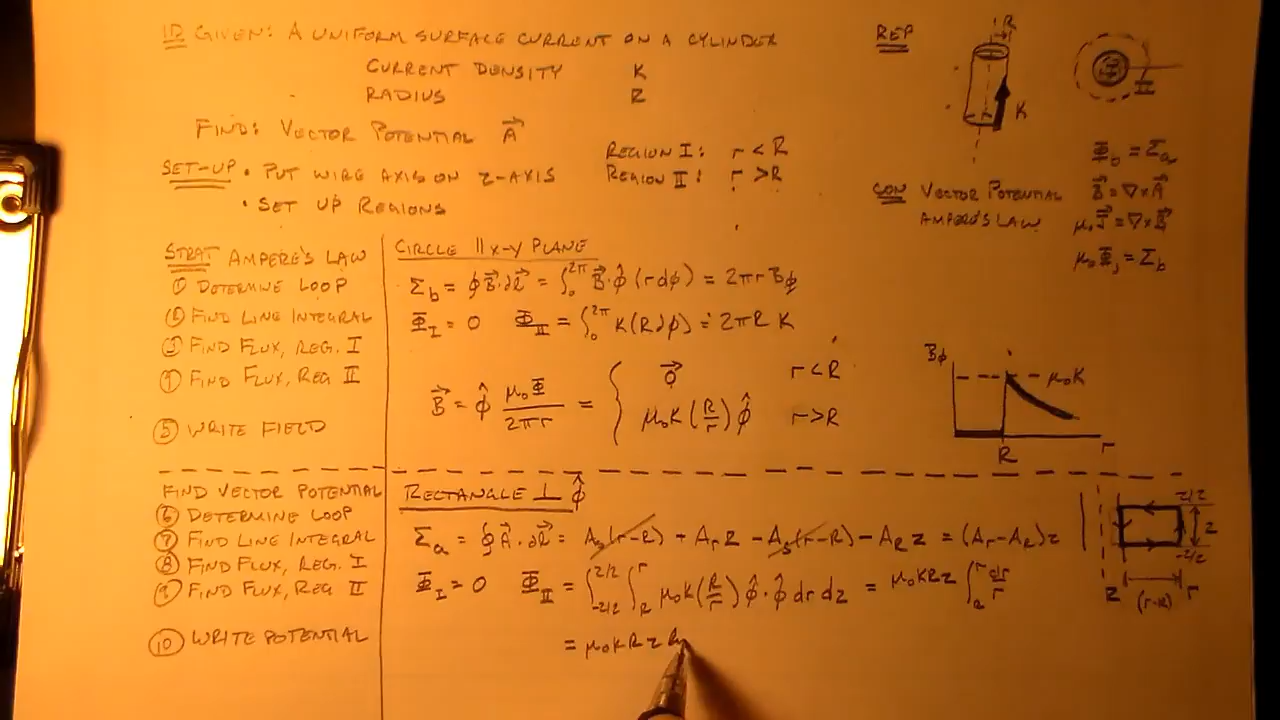 ID GIVEN: A UNIFORM SURFACE CURRENT ON A CYLINDER
CURRENT DENSITY K
RADIUS R
FIND: VECTOR POTENTIAL A⃗
SET-UP • PUT WIRE AXIS ON Z-AXIS
• SET UP REGIONS
REGION I: r < R
REGION II: r > R
REP
R
K
I
II
CON VECTOR POTENTIAL
AMPERE'S LAW
Φ_b = Σ_a
B⃗ = ∇×A⃗
μ₀J⃗ = ∇×B⃗
μ₀Φ_J = Σ_b
STRAT AMPERE'S LAW
① DETERMINE LOOP
② FIND LINE INTEGRAL
③ FIND FLUX, REG. I
④ FIND FLUX, REG II
⑤ WRITE FIELD
CIRCLE ∥ x-y PLANE
Σ_b = ∮B⃗·dl⃗ = ∫₀^2π B⃗·φ̂ (r dφ) = 2πr B_φ
Φ_I = 0 Φ_II = ∫₀^2π K(R dφ) = 2πR K
B⃗ = φ̂ μ₀Φ/2πr = { 0⃗ r < R
μ₀K(R/r) φ̂ r > R
B_φ
μ₀K
R
r
FIND VECTOR POTENTIAL
⑥ DETERMINE LOOP
⑦ FIND LINE INTEGRAL
⑧ FIND FLUX, REG. I
⑨ FIND FLUX, REG II
⑩ WRITE POTENTIAL
RECTANGLE ⊥ φ̂
Σ_a = ∮A⃗·dl⃗ = A_s(r-R) + A_r z - A_s(r-R) - A_R z = (A_r - A_R)z
Φ_I = 0 Φ_II = ∫_-z/2^z/2 ∫_R^r μ₀K(R/r) φ̂·φ̂ dr dz = μ₀KRz ∫_R^r dr/r
= μ₀KRz
z/2
z
-z/2
R
(r-R)
r